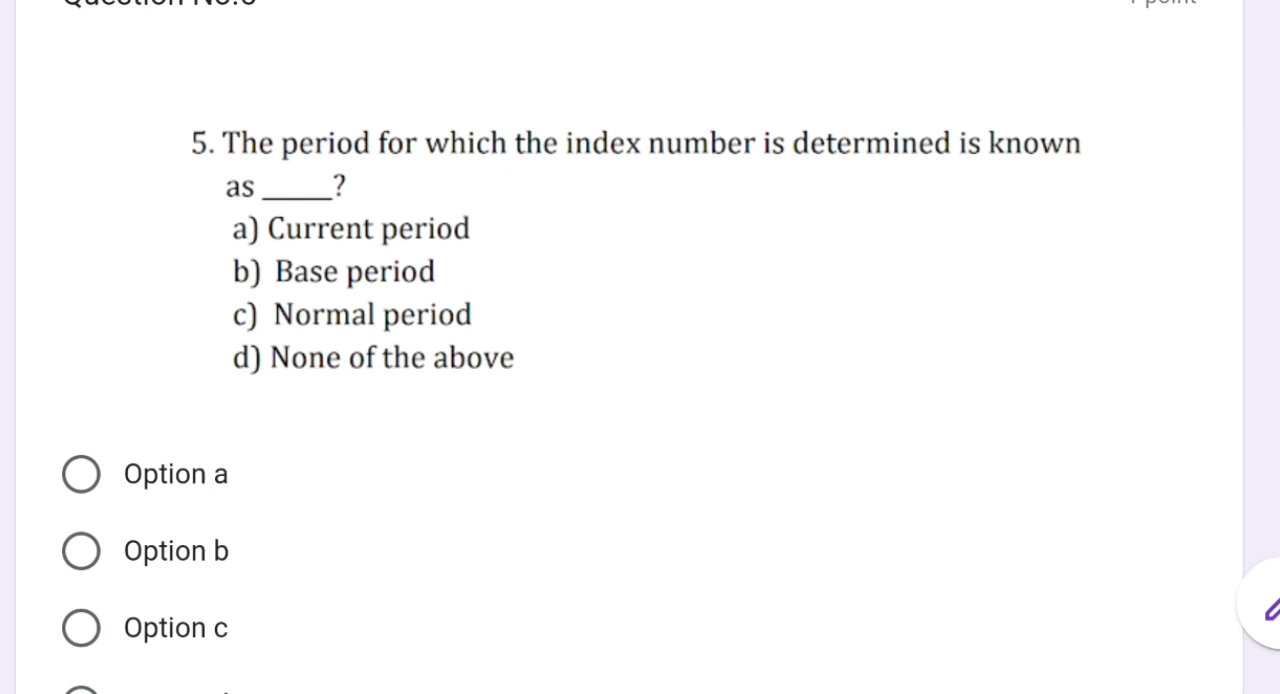 5. The period for which the index number is determined is known
as _____?
a) Current period
b) Base period
c) Normal period
d) None of the above
Option a
Option b
Option c